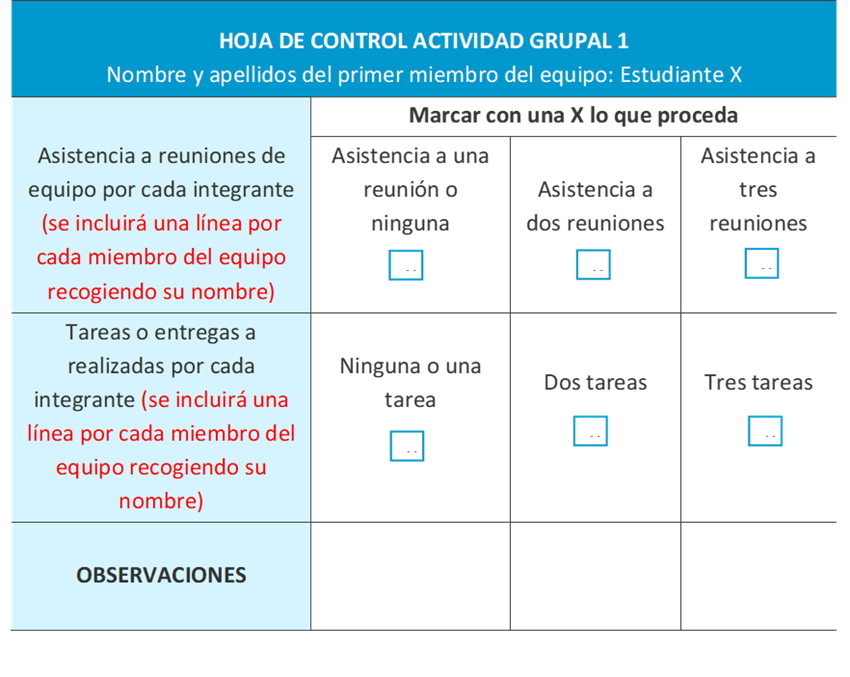 HOJA DE CONTROL ACTIVIDAD GRUPAL 1
Nombre y apellidos del primer miembro del equipo: Estudiante X
Marcar con una X lo que proceda
Asistencia a reuniones de
equipo por cada integrante
(se incluirá una línea por
cada miembro del equipo
recogiendo su nombre)
Asistencia a una
reunión o
ninguna
Asistencia a
dos reuniones
Asistencia a
tres
reuniones
Tareas o entregas a
realizadas por cada
integrante (se incluirá una
línea por cada miembro del
equipo recogiendo su
nombre)
Ninguna o una
tarea
Dos tareas
Tres tareas
OBSERVACIONES